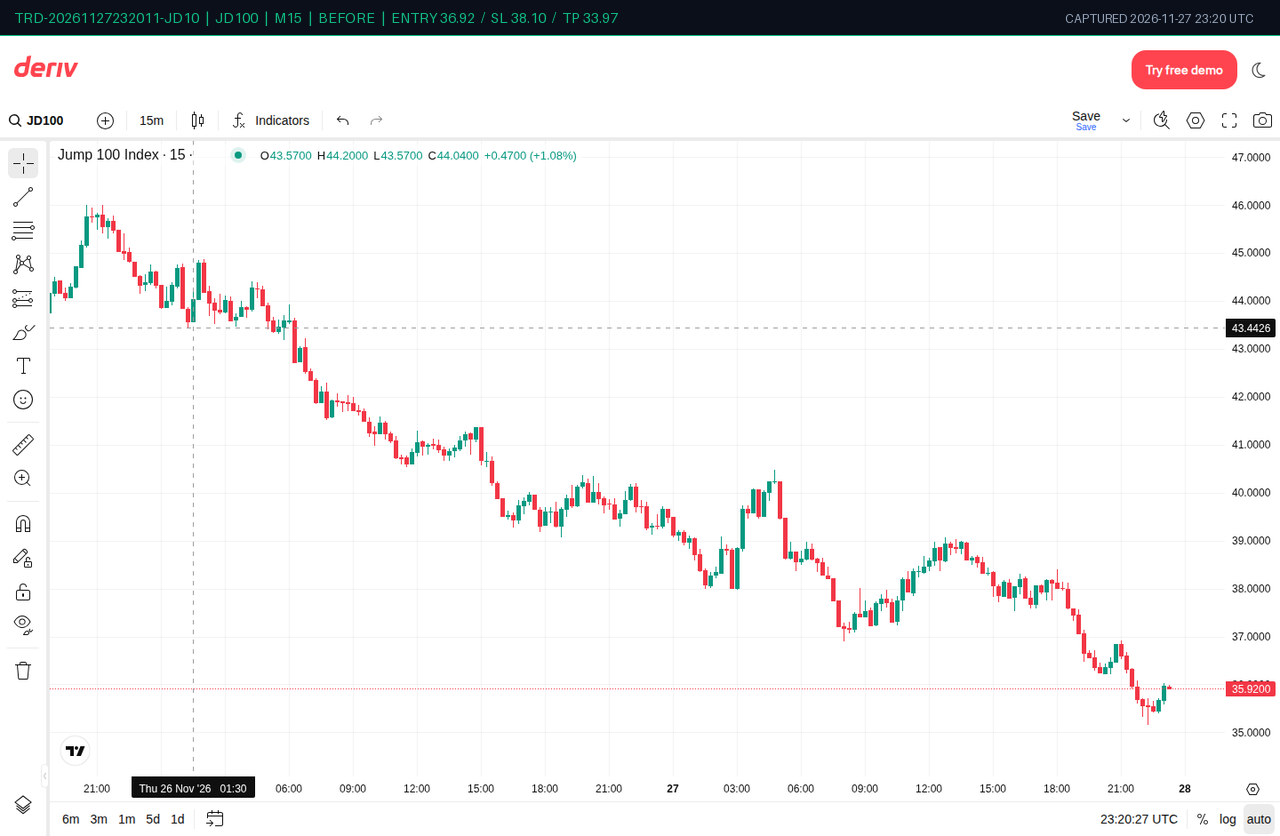 TRD-20261127232011-JD10 | JD100 | M15 | BEFORE | ENTRY 36.92 / SL 38.10 / TP 33.97
CAPTURED 2026-11-27 23:20 UTC
deriv
Try free demo
JD100
15m
Indicators
Save
Save
Jump 100 Index · 15 ·
O43.5700 H44.2000 L43.5700 C44.0400 +0.4700 (+1.08%)
47.0000
46.0000
45.0000
44.0000
43.4426
43.0000
42.0000
41.0000
40.0000
39.0000
38.0000
37.0000
35.9200
35.0000
21:00
Thu 26 Nov '26 01:30
06:00
09:00
12:00
15:00
18:00
21:00
27
03:00
06:00
09:00
12:00
15:00
18:00
21:00
28
6m 3m 1m 5d 1d
23:20:27 UTC
%
log
auto